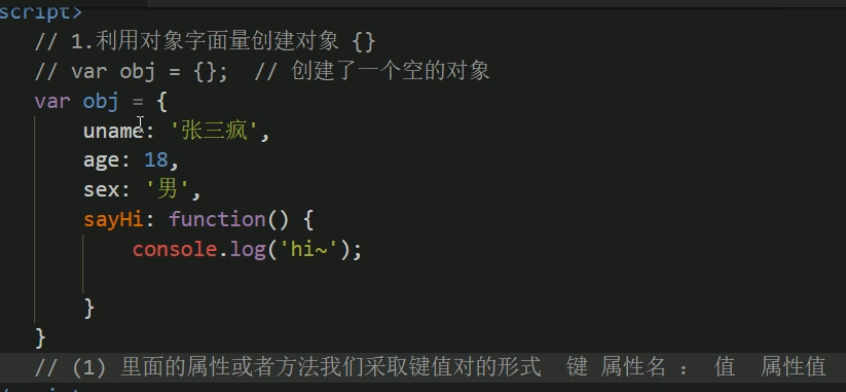 script>
// 1.利用对象字面量创建对象 {}
// var obj = {};  // 创建了一个空的对象
var obj = {
uname: '张三疯',
age: 18,
sex: '男',
sayHi: function() {
console.log('hi~');
}
}
// (1) 里面的属性或者方法我们采取键值对的形式  键 属性名 :  值  属性值